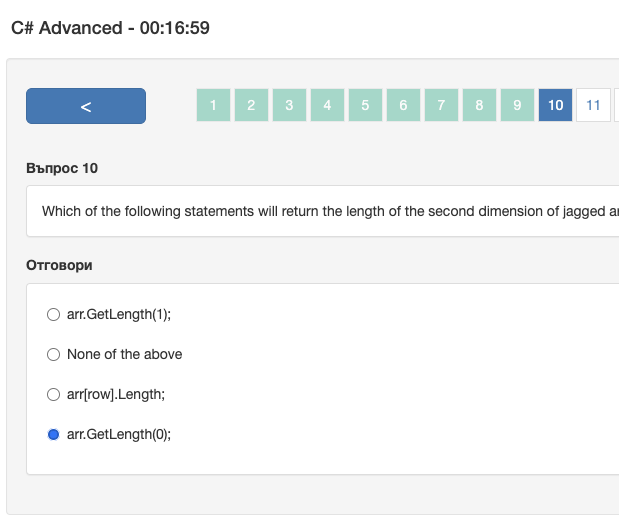 C# Advanced - 00:16:59
< 1 2 3 4 5 6 7 8 9 10 11
Въпрос 10
Which of the following statements will return the length of the second dimension of jagged
Отговори
arr.GetLength(1);
None of the above
arr[row].Length;
arr.GetLength(0);